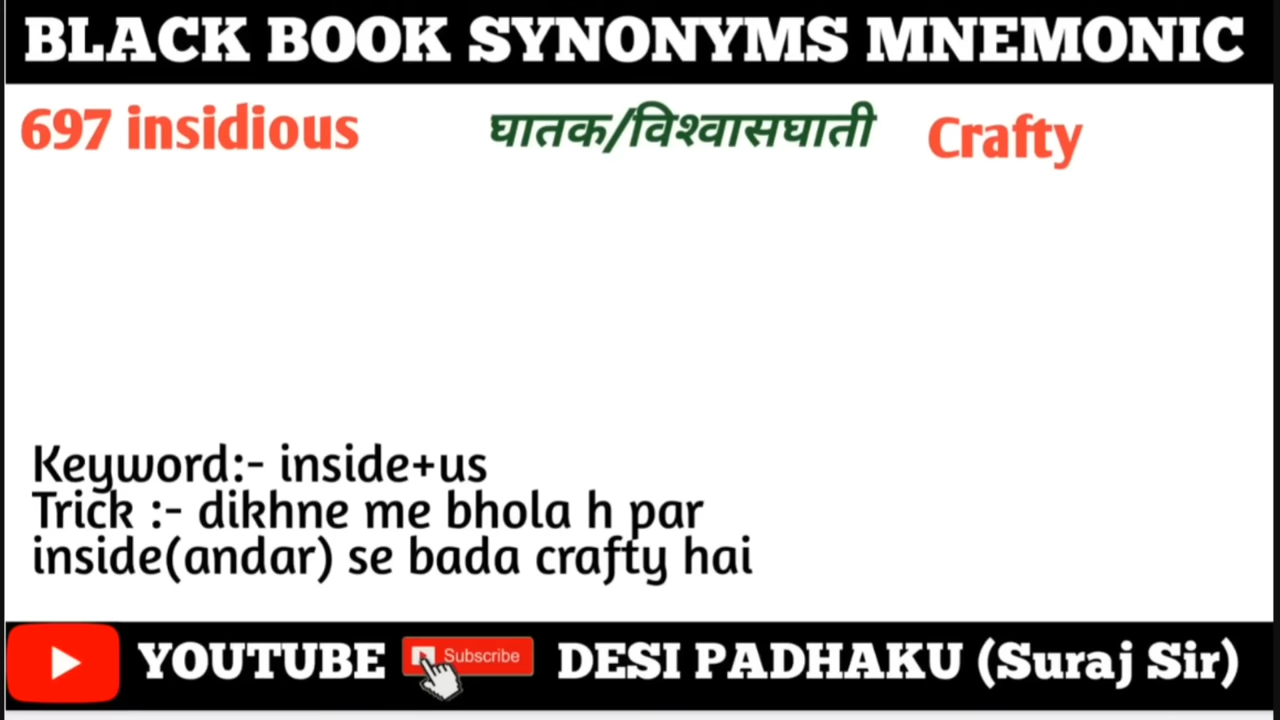 BLACK BOOK SYNONYMS MNEMONIC
697 insidious घातक/विश्वासघाती Crafty
Keyword:- inside+us
Trick :- dikhne me bhola h par
inside(andar) se bada crafty hai
YOUTUBE Subscribe DESI PADHAKU (Suraj Sir)